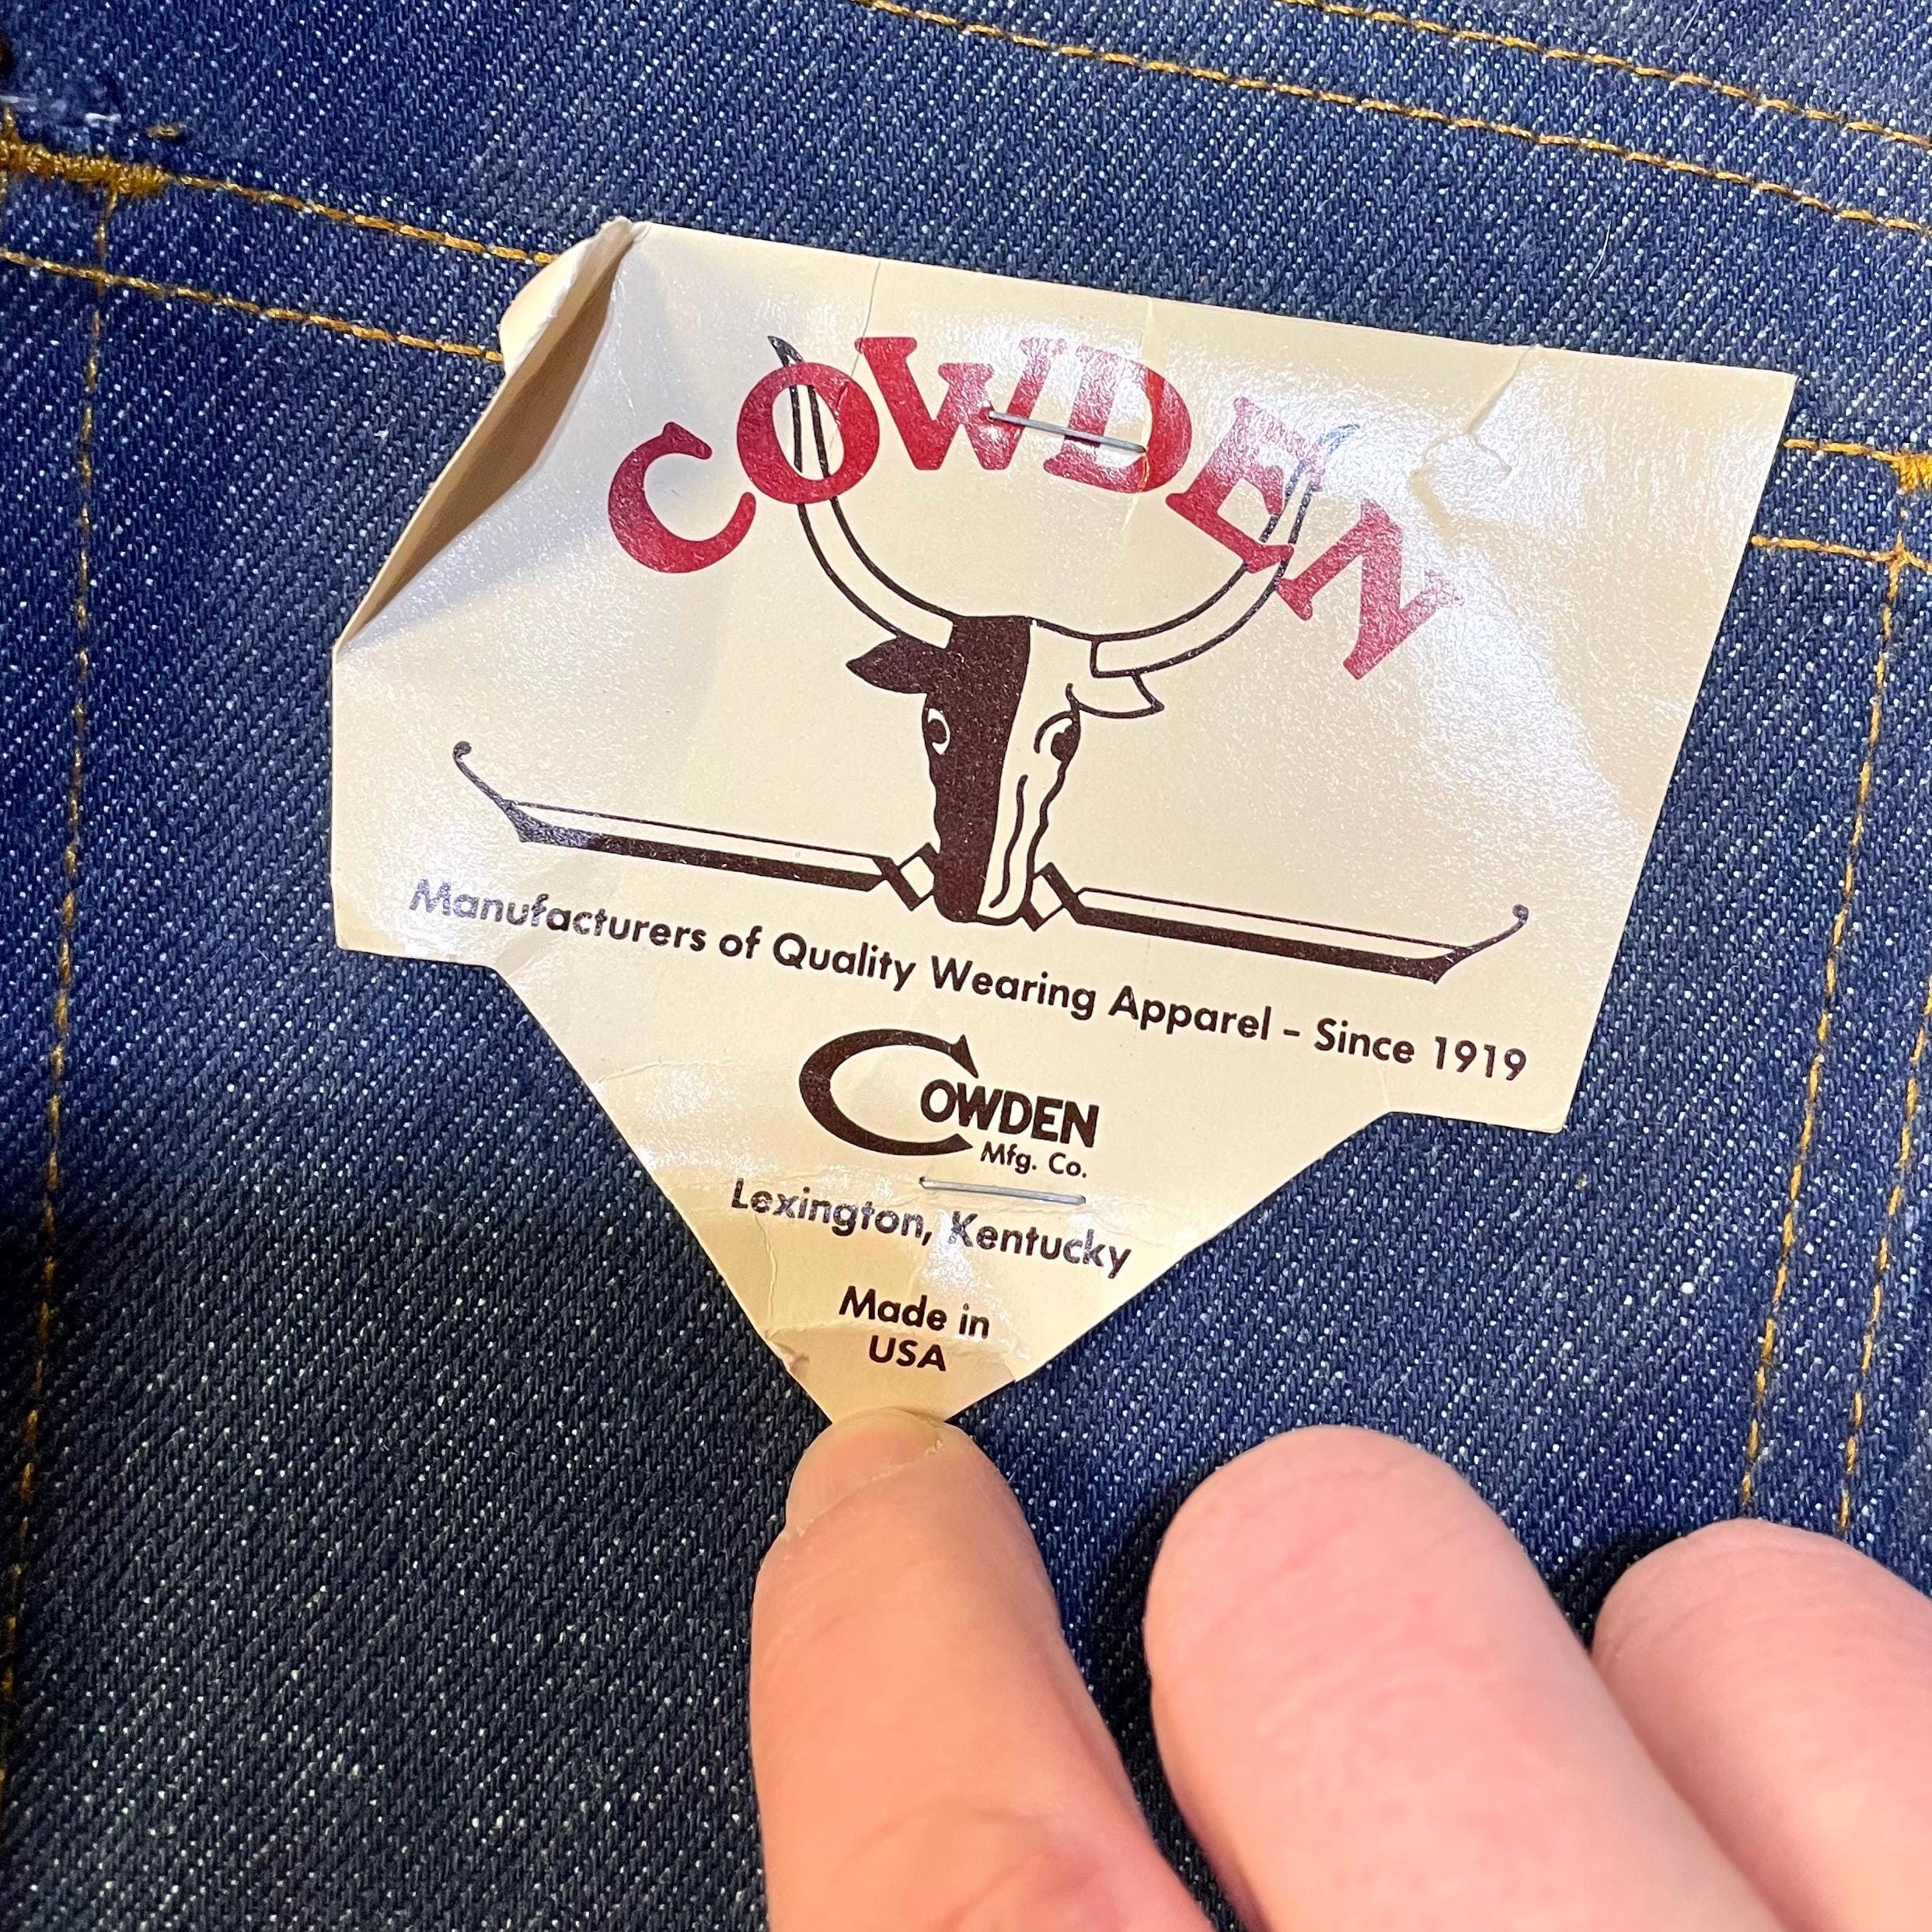 COWDEN
Manufacturers of Quality Wearing Apparel – Since 1919
COWDEN
Mfg. Co.
Lexington, Kentucky
Made in
USA